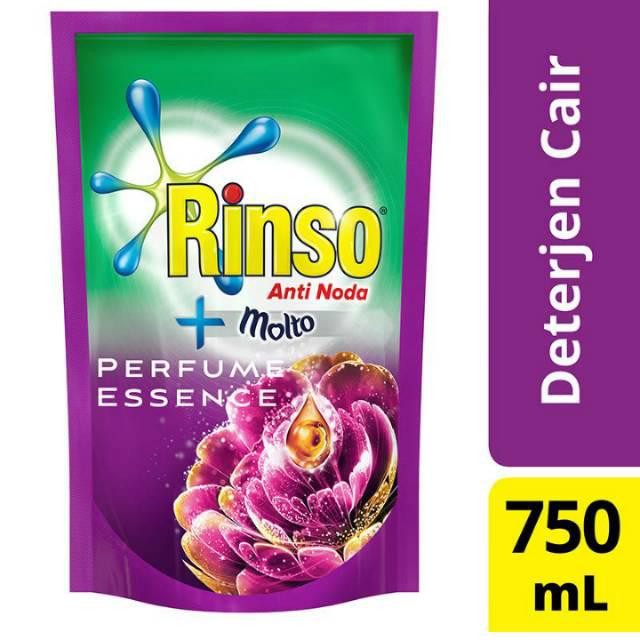 Rinso®
Anti Noda
+ Molto
PERFUME
ESSENCE
Deterjen Cair
750
mL